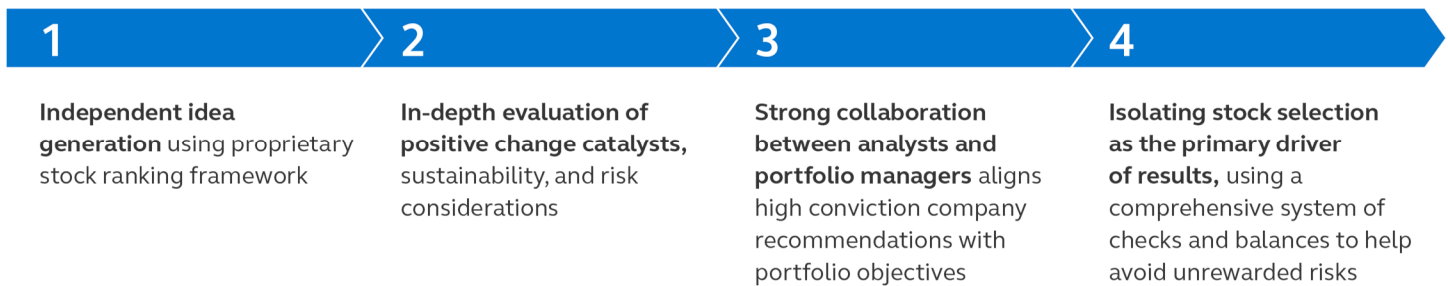 1
Independent idea
generation using proprietary
stock ranking framework
2
In-depth evaluation of
positive change catalysts,
sustainability, and risk
considerations
3
Strong collaboration
between analysts and
portfolio managers aligns
high conviction company
recommendations with
portfolio objectives
4
Isolating stock selection
as the primary driver
of results, using a
comprehensive system of
checks and balances to help
avoid unrewarded risks